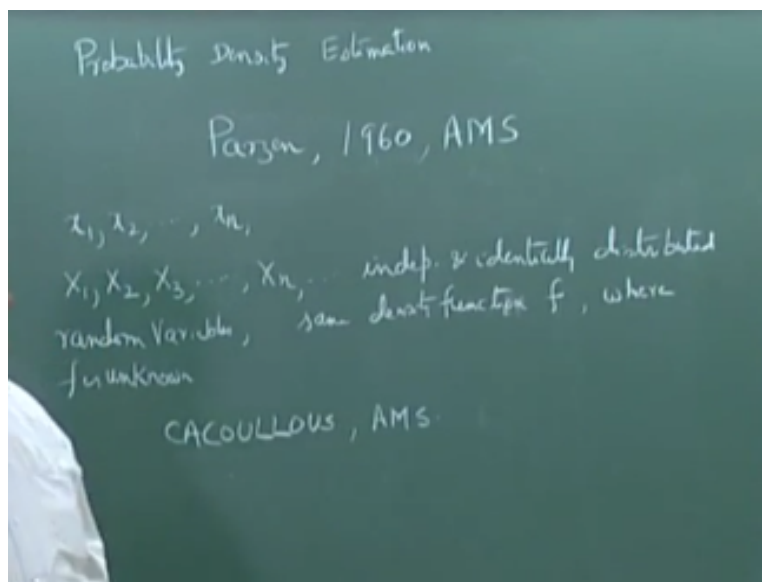 Probability Density Estimation
Parzen, 1960, AMS
x₁, x₂, ..., xₙ,
X₁, X₂, X₃, ..., Xₙ, ... indep. & identically distributed
random Variables, same density function f, where
f is unknown
CACOULLOUS, AMS.